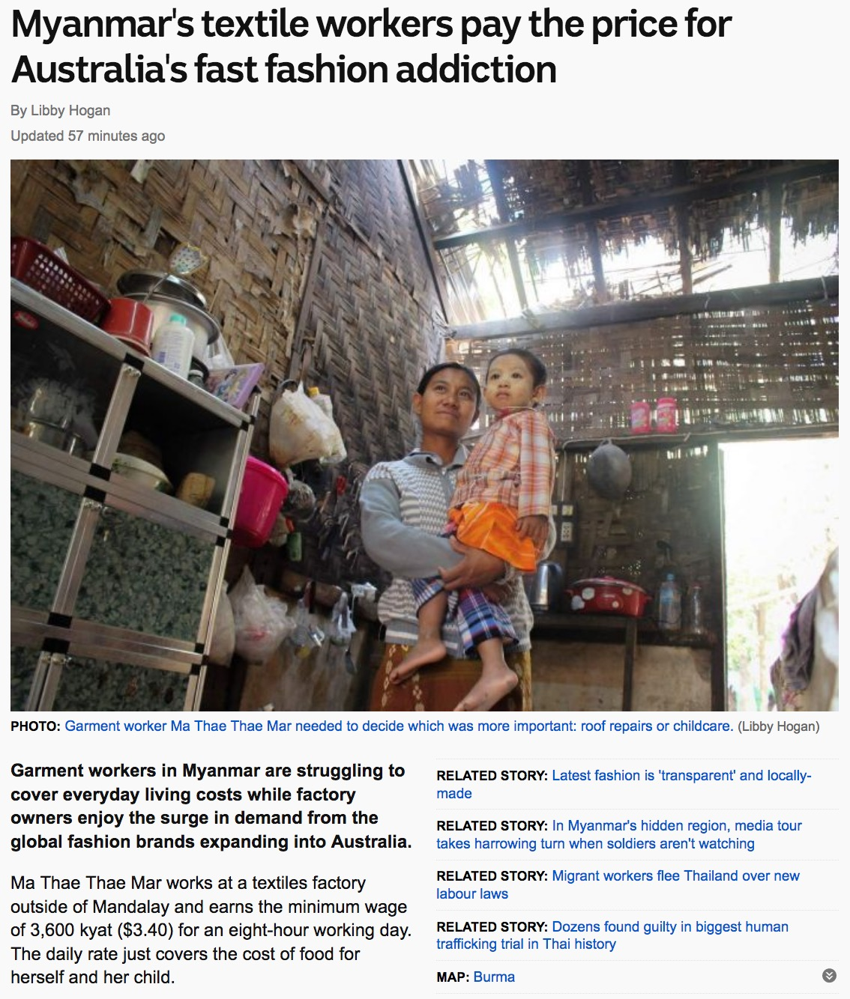 Myanmar's textile workers pay the price for
Australia's fast fashion addiction
By Libby Hogan
Updated 57 minutes ago
PHOTO: Garment worker Ma Thae Thae Mar needed to decide which was more important: roof repairs or childcare. (Libby Hogan)
Garment workers in Myanmar are struggling to
cover everyday living costs while factory
owners enjoy the surge in demand from the
global fashion brands expanding into Australia.
Ma Thae Thae Mar works at a textiles factory
outside of Mandalay and earns the minimum wage
of 3,600 kyat ($3.40) for an eight-hour working day.
The daily rate just covers the cost of food for
herself and her child.
RELATED STORY: Latest fashion is 'transparent' and locally-
made
RELATED STORY: In Myanmar's hidden region, media tour
takes harrowing turn when soldiers aren't watching
RELATED STORY: Migrant workers flee Thailand over new
labour laws
RELATED STORY: Dozens found guilty in biggest human
trafficking trial in Thai history
MAP: Burma